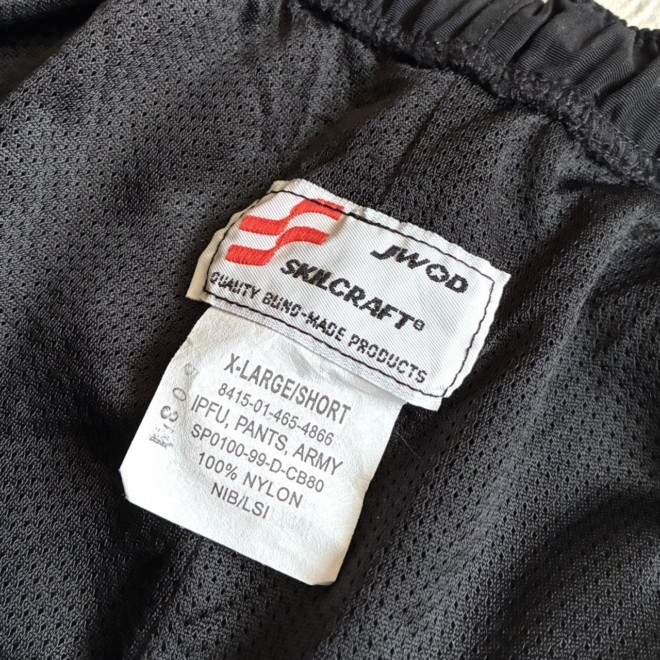 JWOD
SKILCRAFT®
QUALITY BLIND-MADE PRODUCTS
X-LARGE/SHORT
8415-01-465-4866
IPFU, PANTS, ARMY
SP0100-99-D-CB80
100% NYLON
NIB/LSI